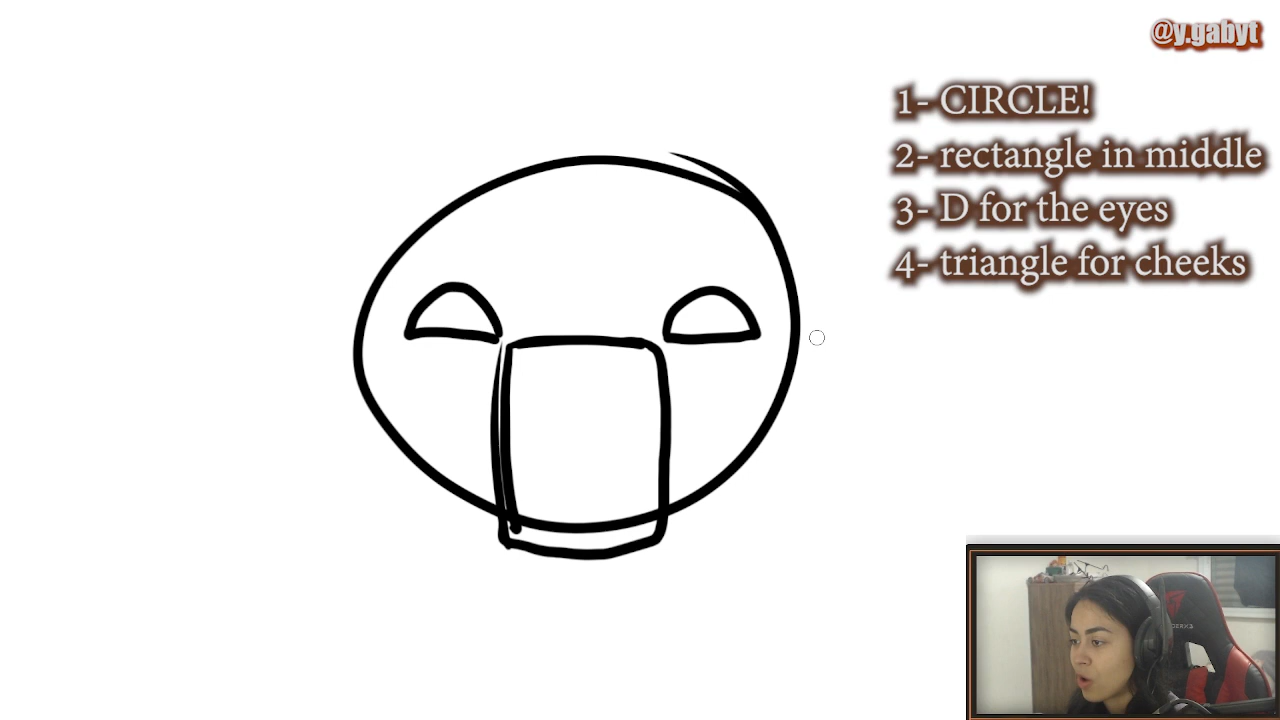 @y.gabyt
1- CIRCLE!
2- rectangle in middle
3- D for the eyes
4- triangle for cheeks